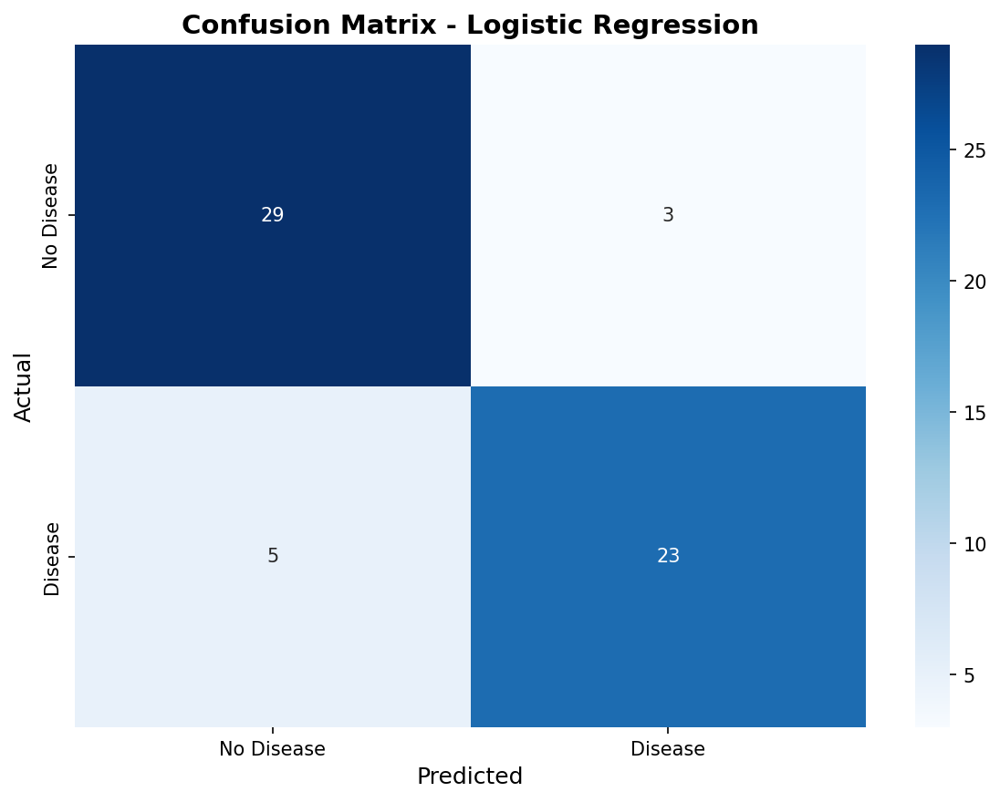 Confusion Matrix - Logistic Regression
Actual
No Disease
29
3
Disease
5
23
No Disease
Disease
Predicted
25
20
15
10
5